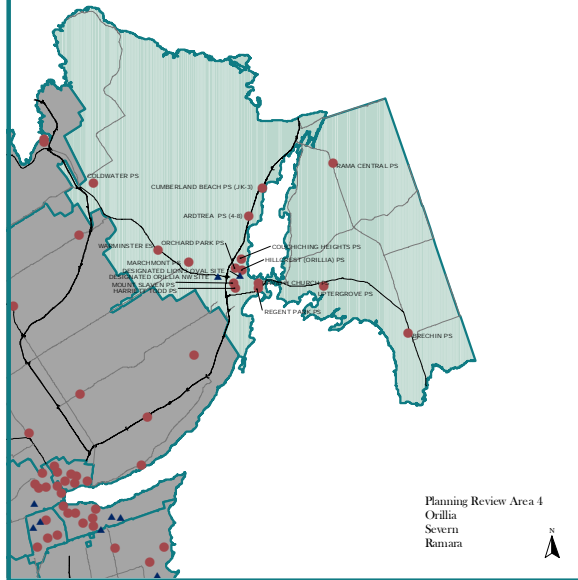 RAMA CENTRAL PS
COLDWATER PS
CUMBERLAND BEACH PS (JK-3)
ARDTREA PS (4-8)
ORCHARD PARK PS
WARMINSTER ES
COUCHICHING HEIGHTS PS
MARCHMONT PS
HILLCREST (ORILLIA) PS
DESIGNATED LIONS OVAL SITE
DESIGNATED ORILLIA NW SITE
MOUNT SLAVEN PS
HARRIETT TODD PS
UPTERGROVE PS
REGENT PARK PS
BRECHIN PS
Planning Review Area 4
Orillia
Severn
Ramara
N